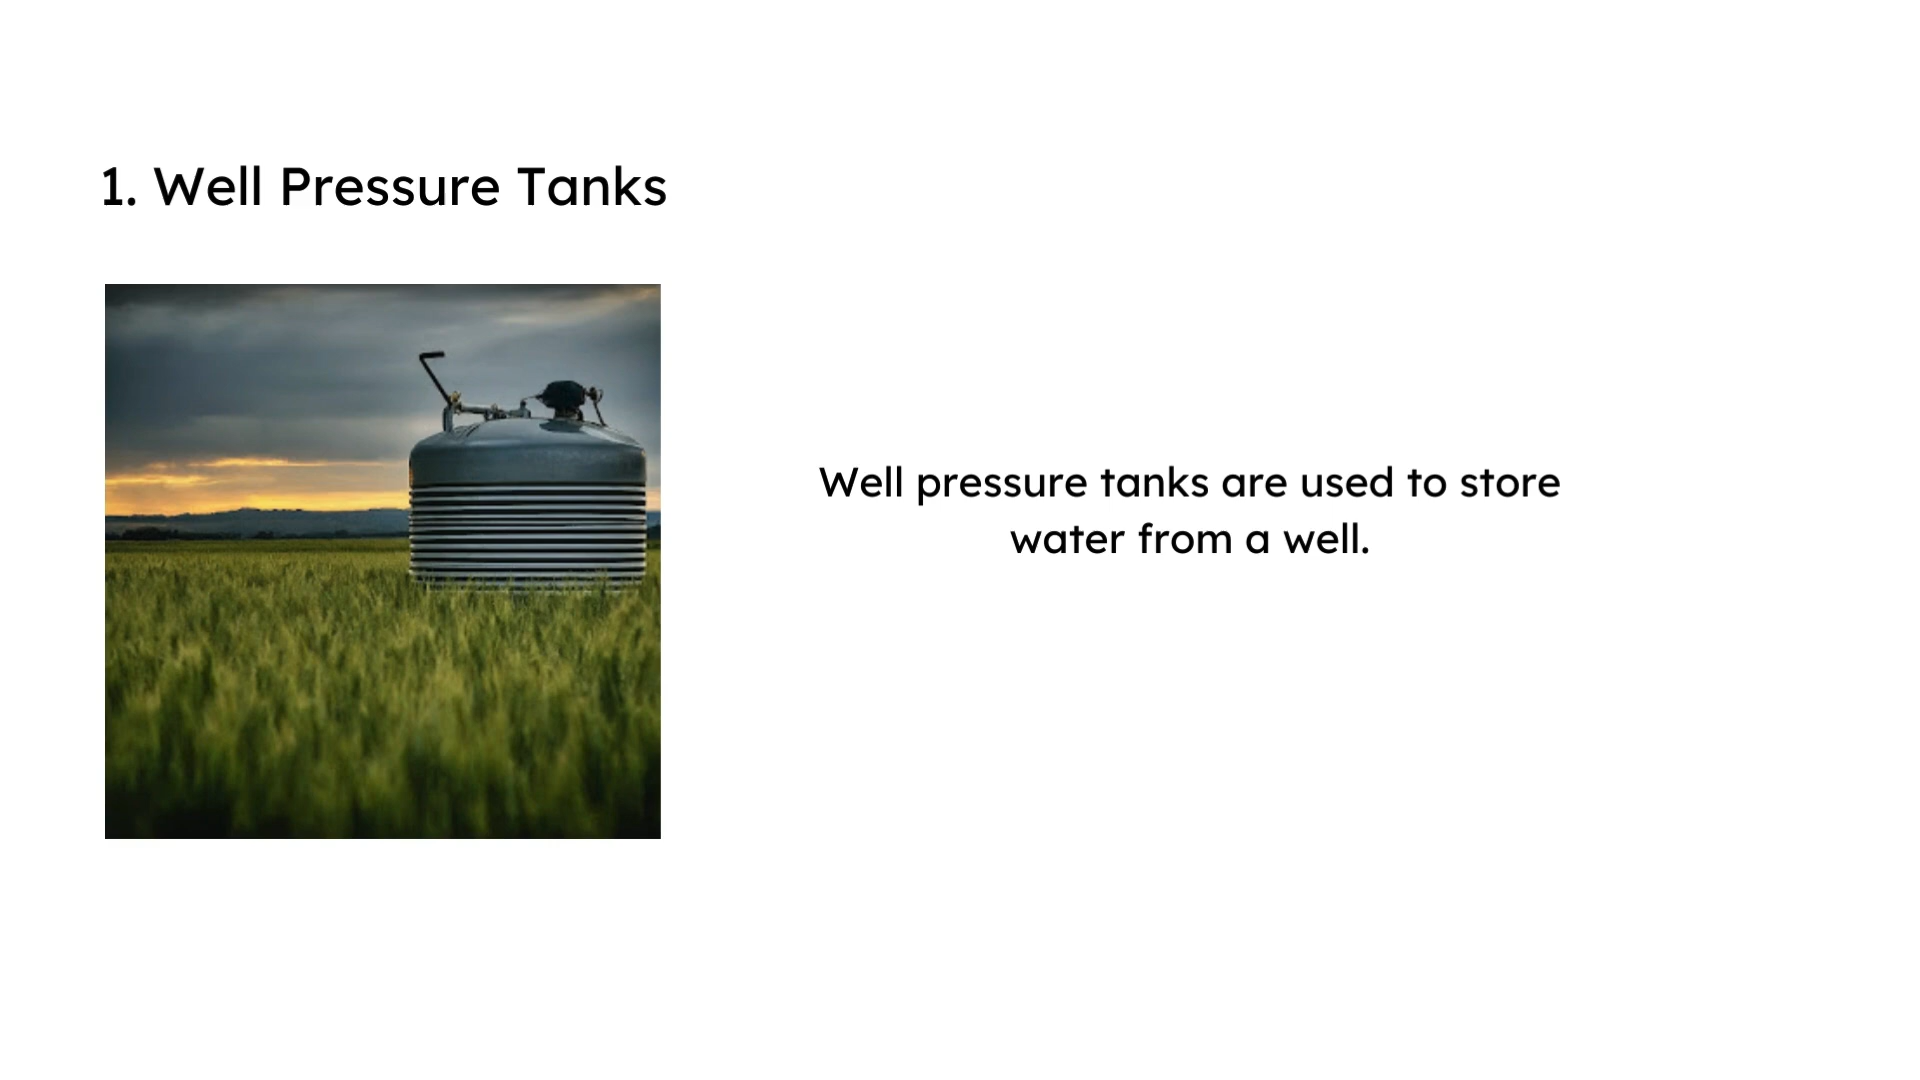 1. Well Pressure Tanks
Well pressure tanks are used to store
water from a well.